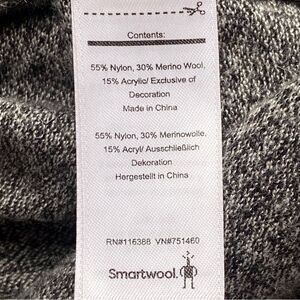 Contents:
55% Nylon, 30% Merino Wool,
15% Acrylic/ Exclusive of
Decoration
Made in China
55% Nylon, 30% Merinowolle,
15% Acryl/ Ausschließlich
Dekoration
Hergestellt in China
RN#116388 VN#751460
Smartwool.